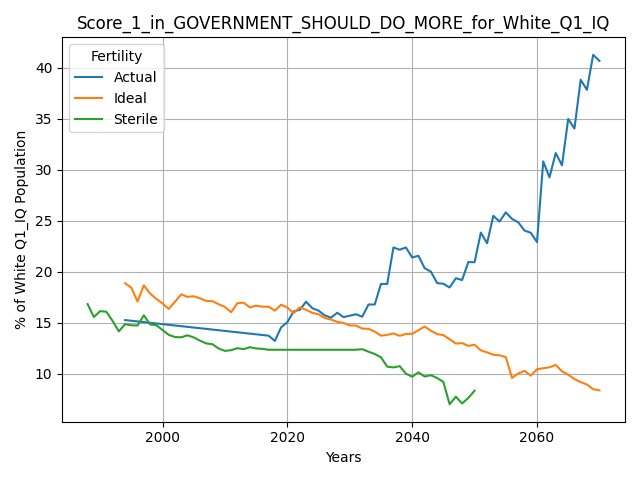 Score_1_in_GOVERNMENT_SHOULD_DO_MORE_for_White_Q1_IQ
Fertility
Actual
Ideal
Sterile
% of White Q1_IQ Population
40
35
30
25
20
15
10
2000
2020
2040
2060
Years